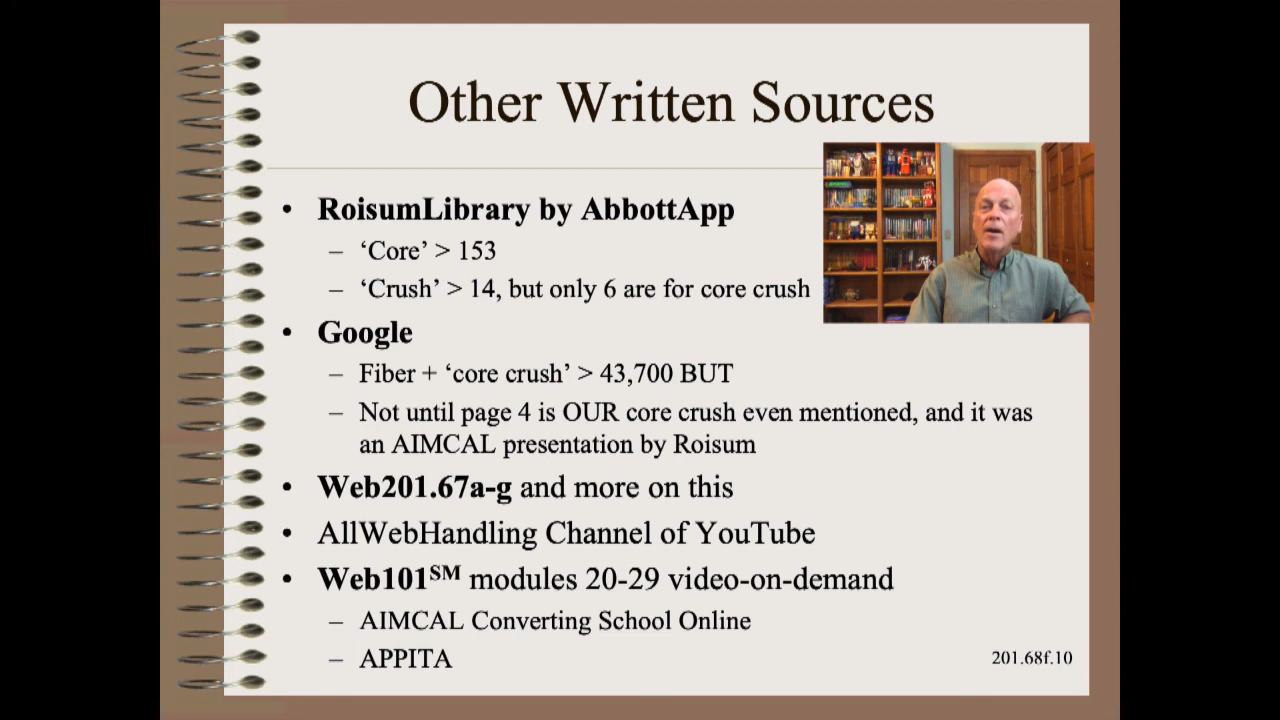 Other Written Sources
• RoisumLibrary by AbbottApp
– ‘Core’ > 153
– ‘Crush’ > 14, but only 6 are for core crush
• Google
– Fiber + ‘core crush’ > 43,700 BUT
– Not until page 4 is OUR core crush even mentioned, and it was
an AIMCAL presentation by Roisum
• Web201.67a-g and more on this
• AllWebHandling Channel of YouTube
• Web101SM modules 20-29 video-on-demand
– AIMCAL Converting School Online
– APPITA
201.68f.10